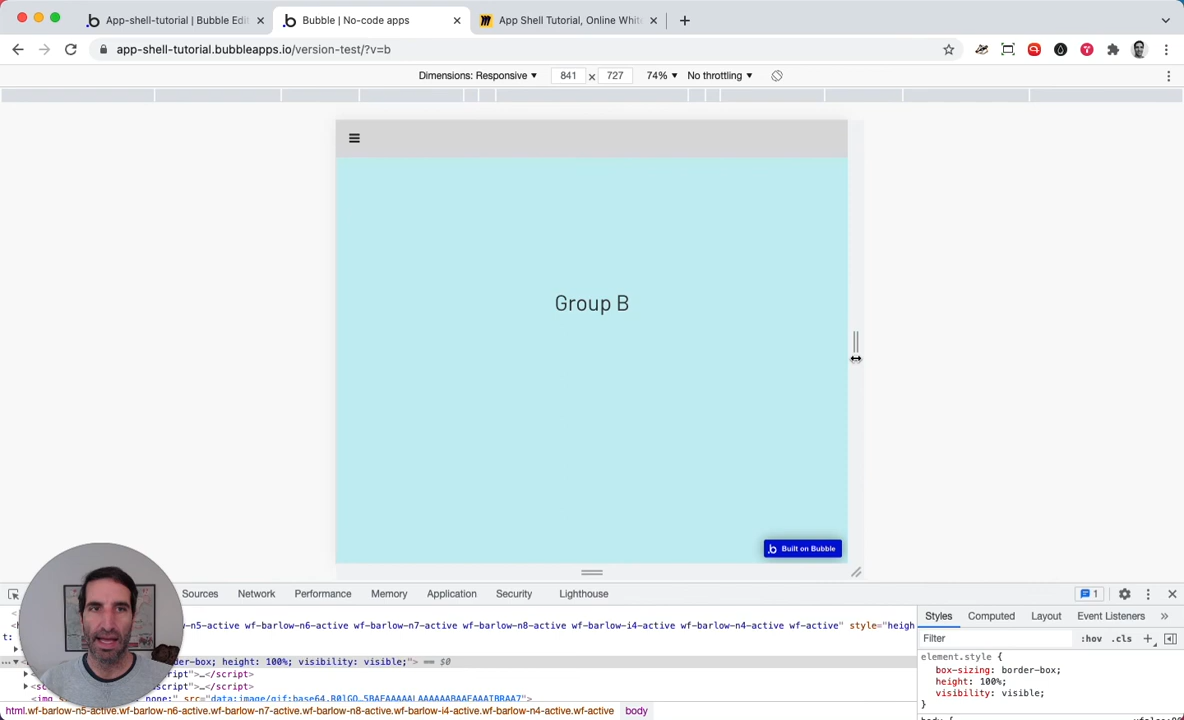 App-shell-tutorial | Bubble Edi
Bubble | No-code apps
App Shell Tutorial, Online Whit
app-shell-tutorial.bubbleapps.io/version-test/?v=b
Dimensions: Responsive ▼ 841 × 727 74% ▼ No throttling ▼
Group B
Built on Bubble
Sources Network Performance Memory Application Security Lighthouse 1
Styles Computed Layout Event Listeners »
-n5-active wf-barlow-n6-active wf-barlow-n7-active wf-barlow-n8-active wf-barlow-i4-active wf-barlow-n4-active wf-active" style="heigh
t:
Filter :hov .cls +
rder-box; height: 100%; visibility: visible;"> == $0
script">…</script>
script">…</script>
element.style {
box-sizing: border-box;
height: 100%;
visibility: visible;
}
html.wf-barlow-n5-active.wf-barlow-n6-active.wf-barlow-n7-active.wf-barlow-n8-active.wf-barlow-i4-active.wf-barlow-n4-active.wf-active body